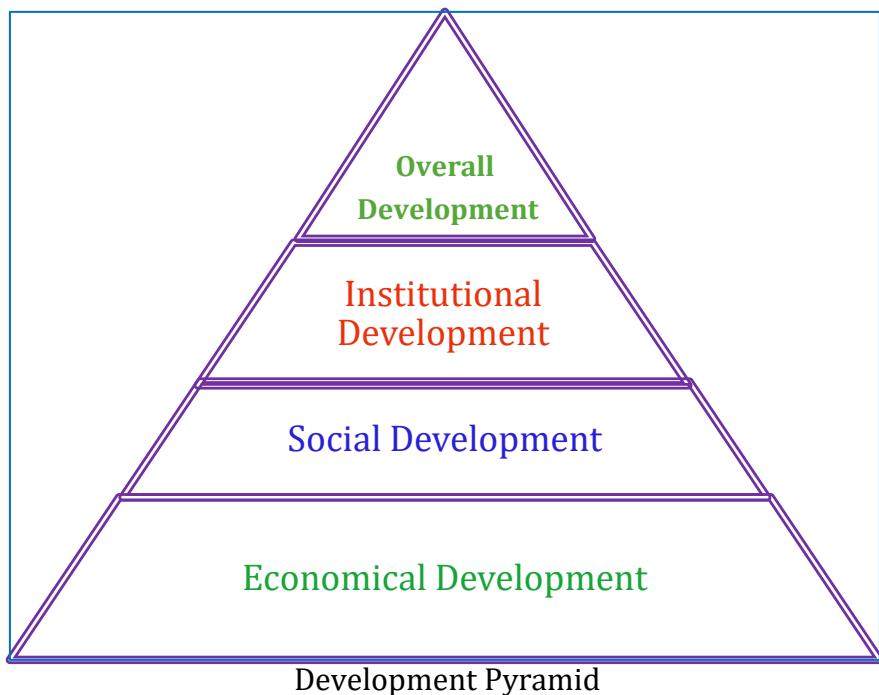 Overall
Development
Institutional
Development
Social Development
Economical Development
Development Pyramid